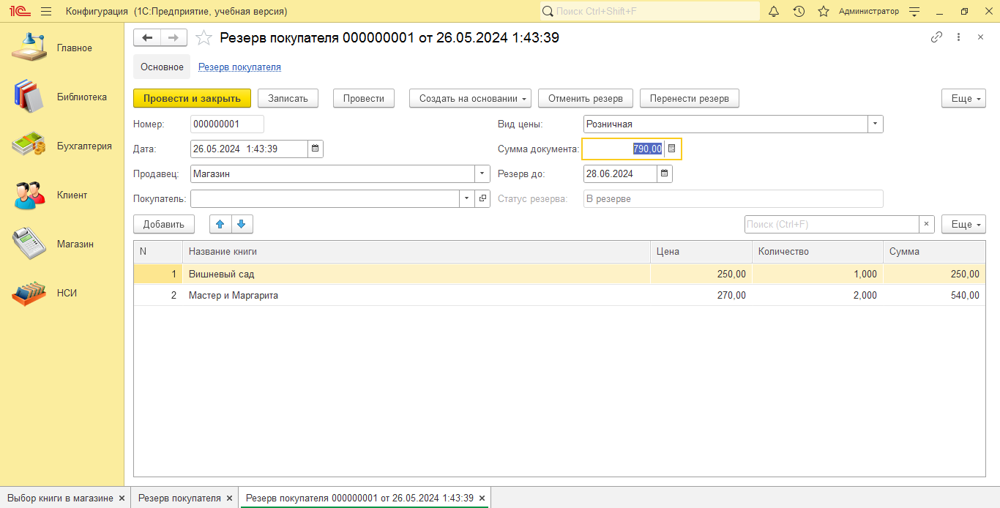 1С Конфигурация (1С:Предприятие, учебная версия) Поиск Ctrl+Shift+F Администратор
Главное
Библиотека
Бухгалтерия
Клиент
Магазин
НСИ
Резерв покупателя 000000001 от 26.05.2024 1:43:39
Основное Резерв покупателя
Провести и закрыть Записать Провести Создать на основании Отменить резерв Перенести резерв Еще
Номер: 000000001 Вид цены: Розничная
Дата: 26.05.2024 1:43:39 Сумма документа: 790,00
Продавец: Магазин Резерв до: 28.06.2024
Покупатель: Статус резерва: В резерве
Добавить Поиск (Ctrl+F) × Еще
N Название книги Цена Количество Сумма
1 Вишневый сад 250,00 1,000 250,00
2 Мастер и Маргарита 270,00 2,000 540,00
Выбор книги в магазине × Резерв покупателя × Резерв покупателя 000000001 от 26.05.2024 1:43:39 ×